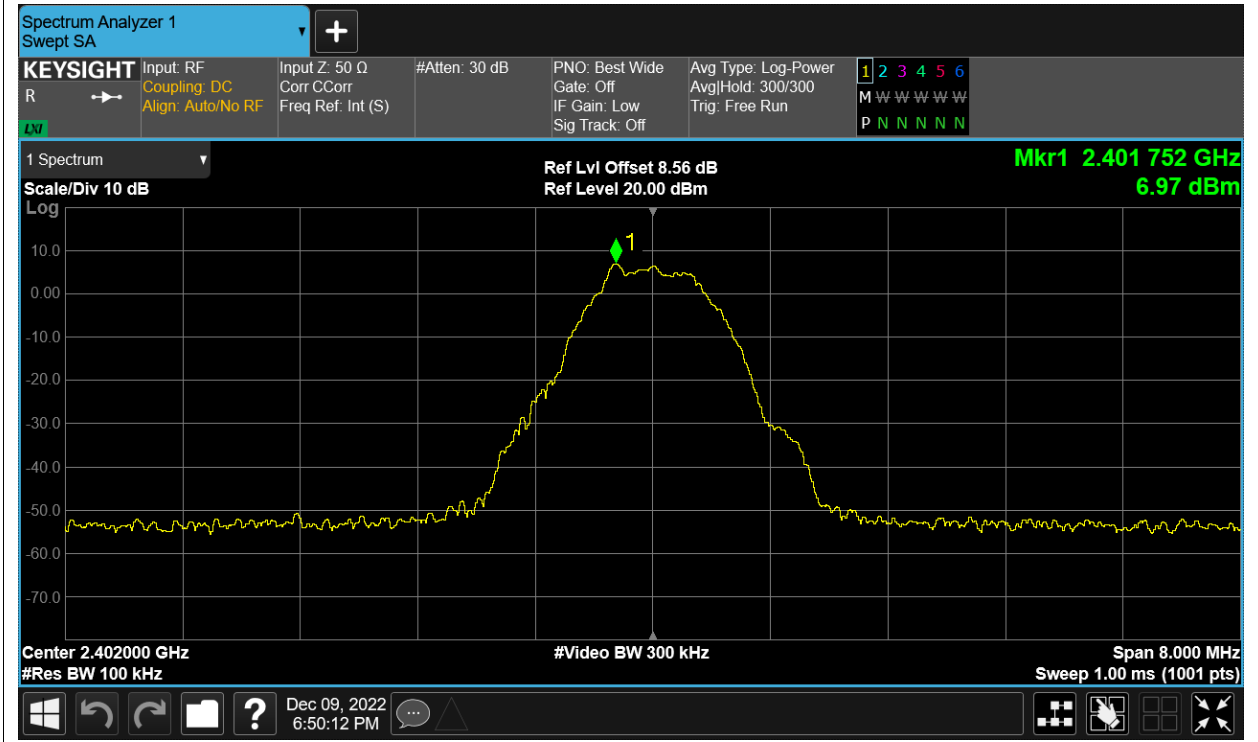 Spectrum Analyzer 1
Swept SA
+
KEYSIGHT
R
LXI
Input: RF
Coupling: DC
Align: Auto/No RF
Input Z: 50 Ω
Corr CCorr
Freq Ref: Int (S)
#Atten: 30 dB
PNO: Best Wide
Gate: Off
IF Gain: Low
Sig Track: Off
Avg Type: Log-Power
Avg|Hold: 300/300
Trig: Free Run
1 2 3 4 5 6
M W W W W W W
P N N N N N N
1 Spectrum
Scale/Div 10 dB
Log
Ref Lvl Offset 8.56 dB
Ref Level 20.00 dBm
Mkr1 2.401 752 GHz
6.97 dBm
1
10.0
0.00
-10.0
-20.0
-30.0
-40.0
-50.0
-60.0
-70.0
Center 2.402000 GHz
#Video BW 300 kHz
Span 8.000 MHz
#Res BW 100 kHz
Sweep 1.00 ms (1001 pts)
?
Dec 09, 2022
6:50:12 PM